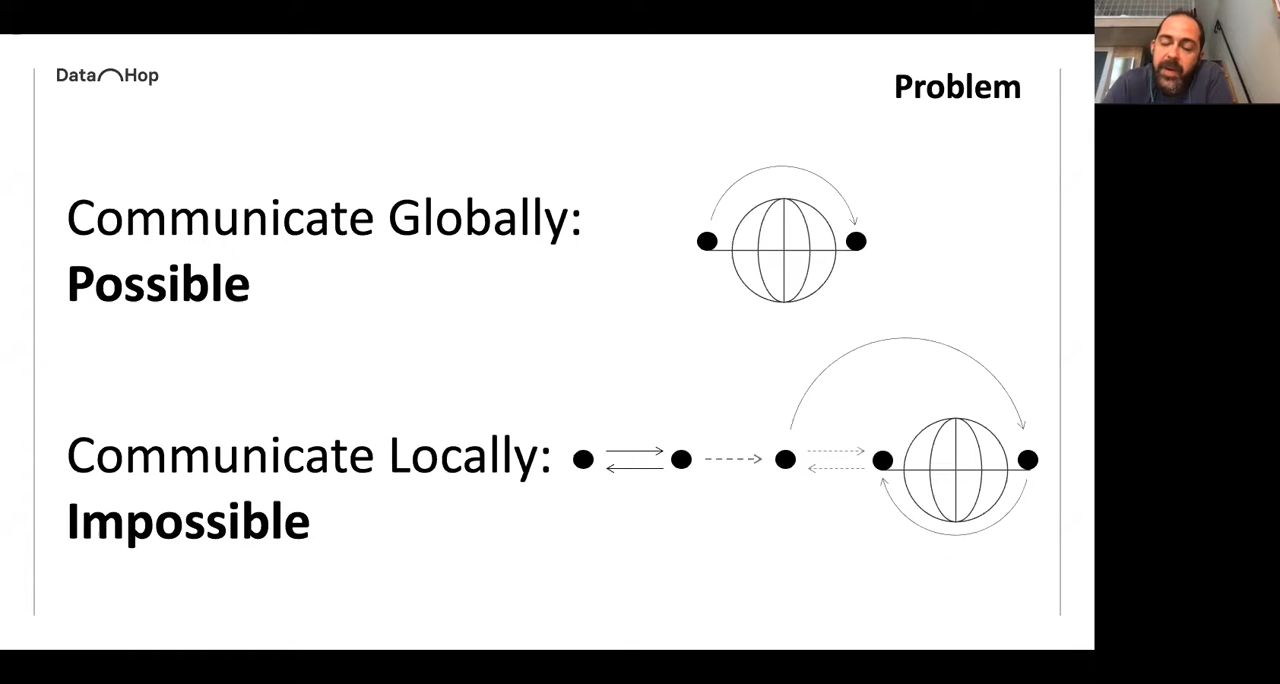 Data Hop
Problem
Communicate Globally:
Possible
Communicate Locally:
Impossible